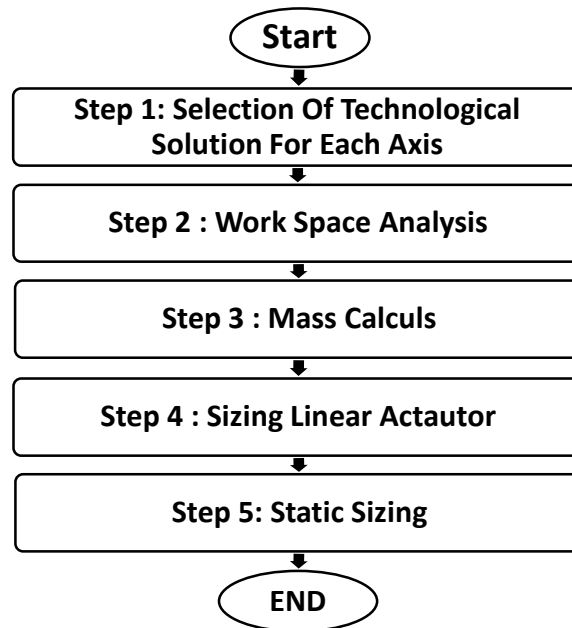 Start
Step 1: Selection Of Technological
Solution For Each Axis
Step 2 : Work Space Analysis
Step 3 : Mass Calculs
Step 4 : Sizing Linear Actautor
Step 5: Static Sizing
END